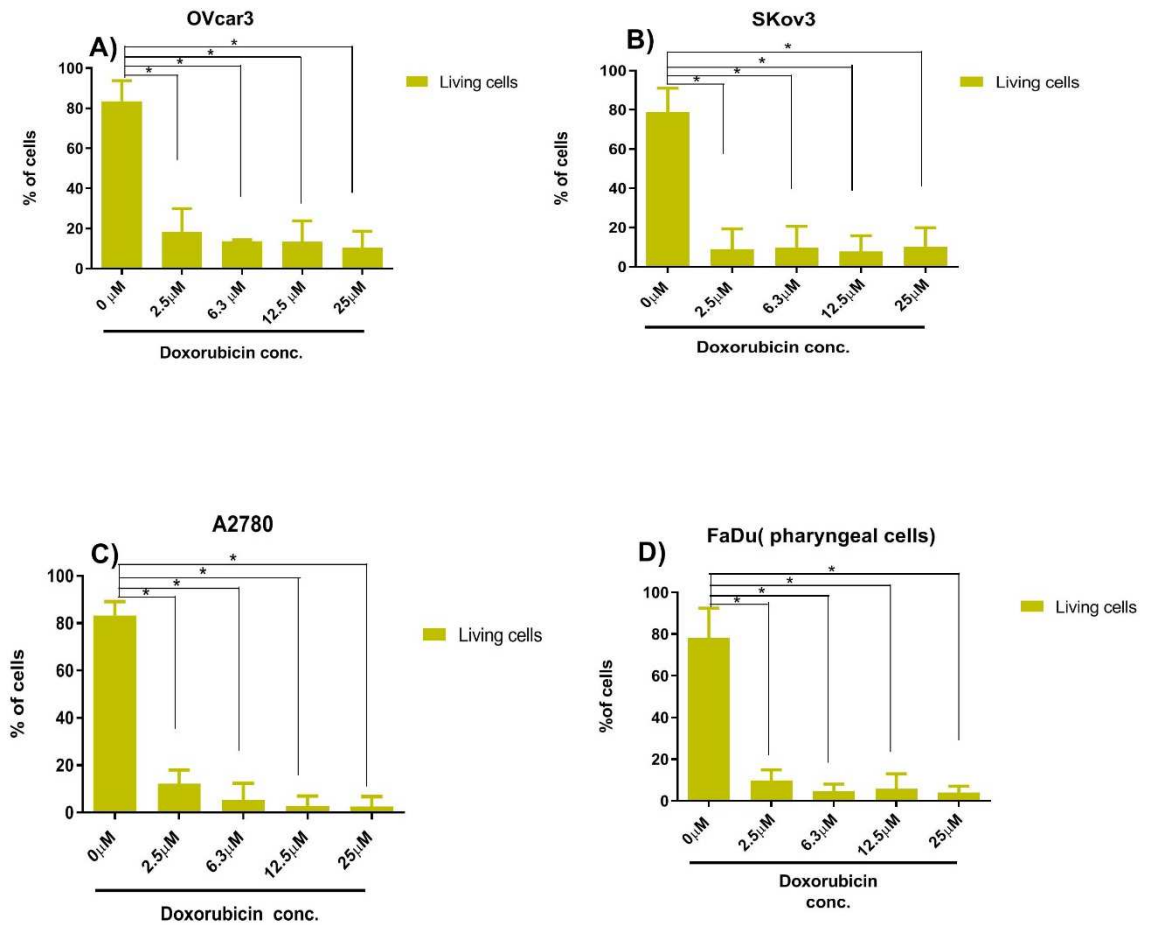 OVcar3
A)
*
*
*
*
100
80
60
40
20
0
% of cells
Living cells
0 μM
2.5μM
6.3 μM
12.5 μM
25μM
Doxorubicin conc.
SKov3
B)
*
*
*
*
100
80
60
40
20
0
% of cells
Living cells
0μM
2.5μM
6.3μM
12.5μM
25μM
Doxorubicin conc.
A2780
C)
*
*
*
*
100
80
60
40
20
0
% of cells
Living cells
0μM
2.5μM
6.3μM
12.5μM
25μM
Doxorubicin conc.
FaDu( pharyngeal cells)
D)
*
*
*
*
100
80
60
40
20
0
%of cells
Living cells
0μM
2.5μM
6.3μM
12.5μM
25μM
Doxorubicin
conc.